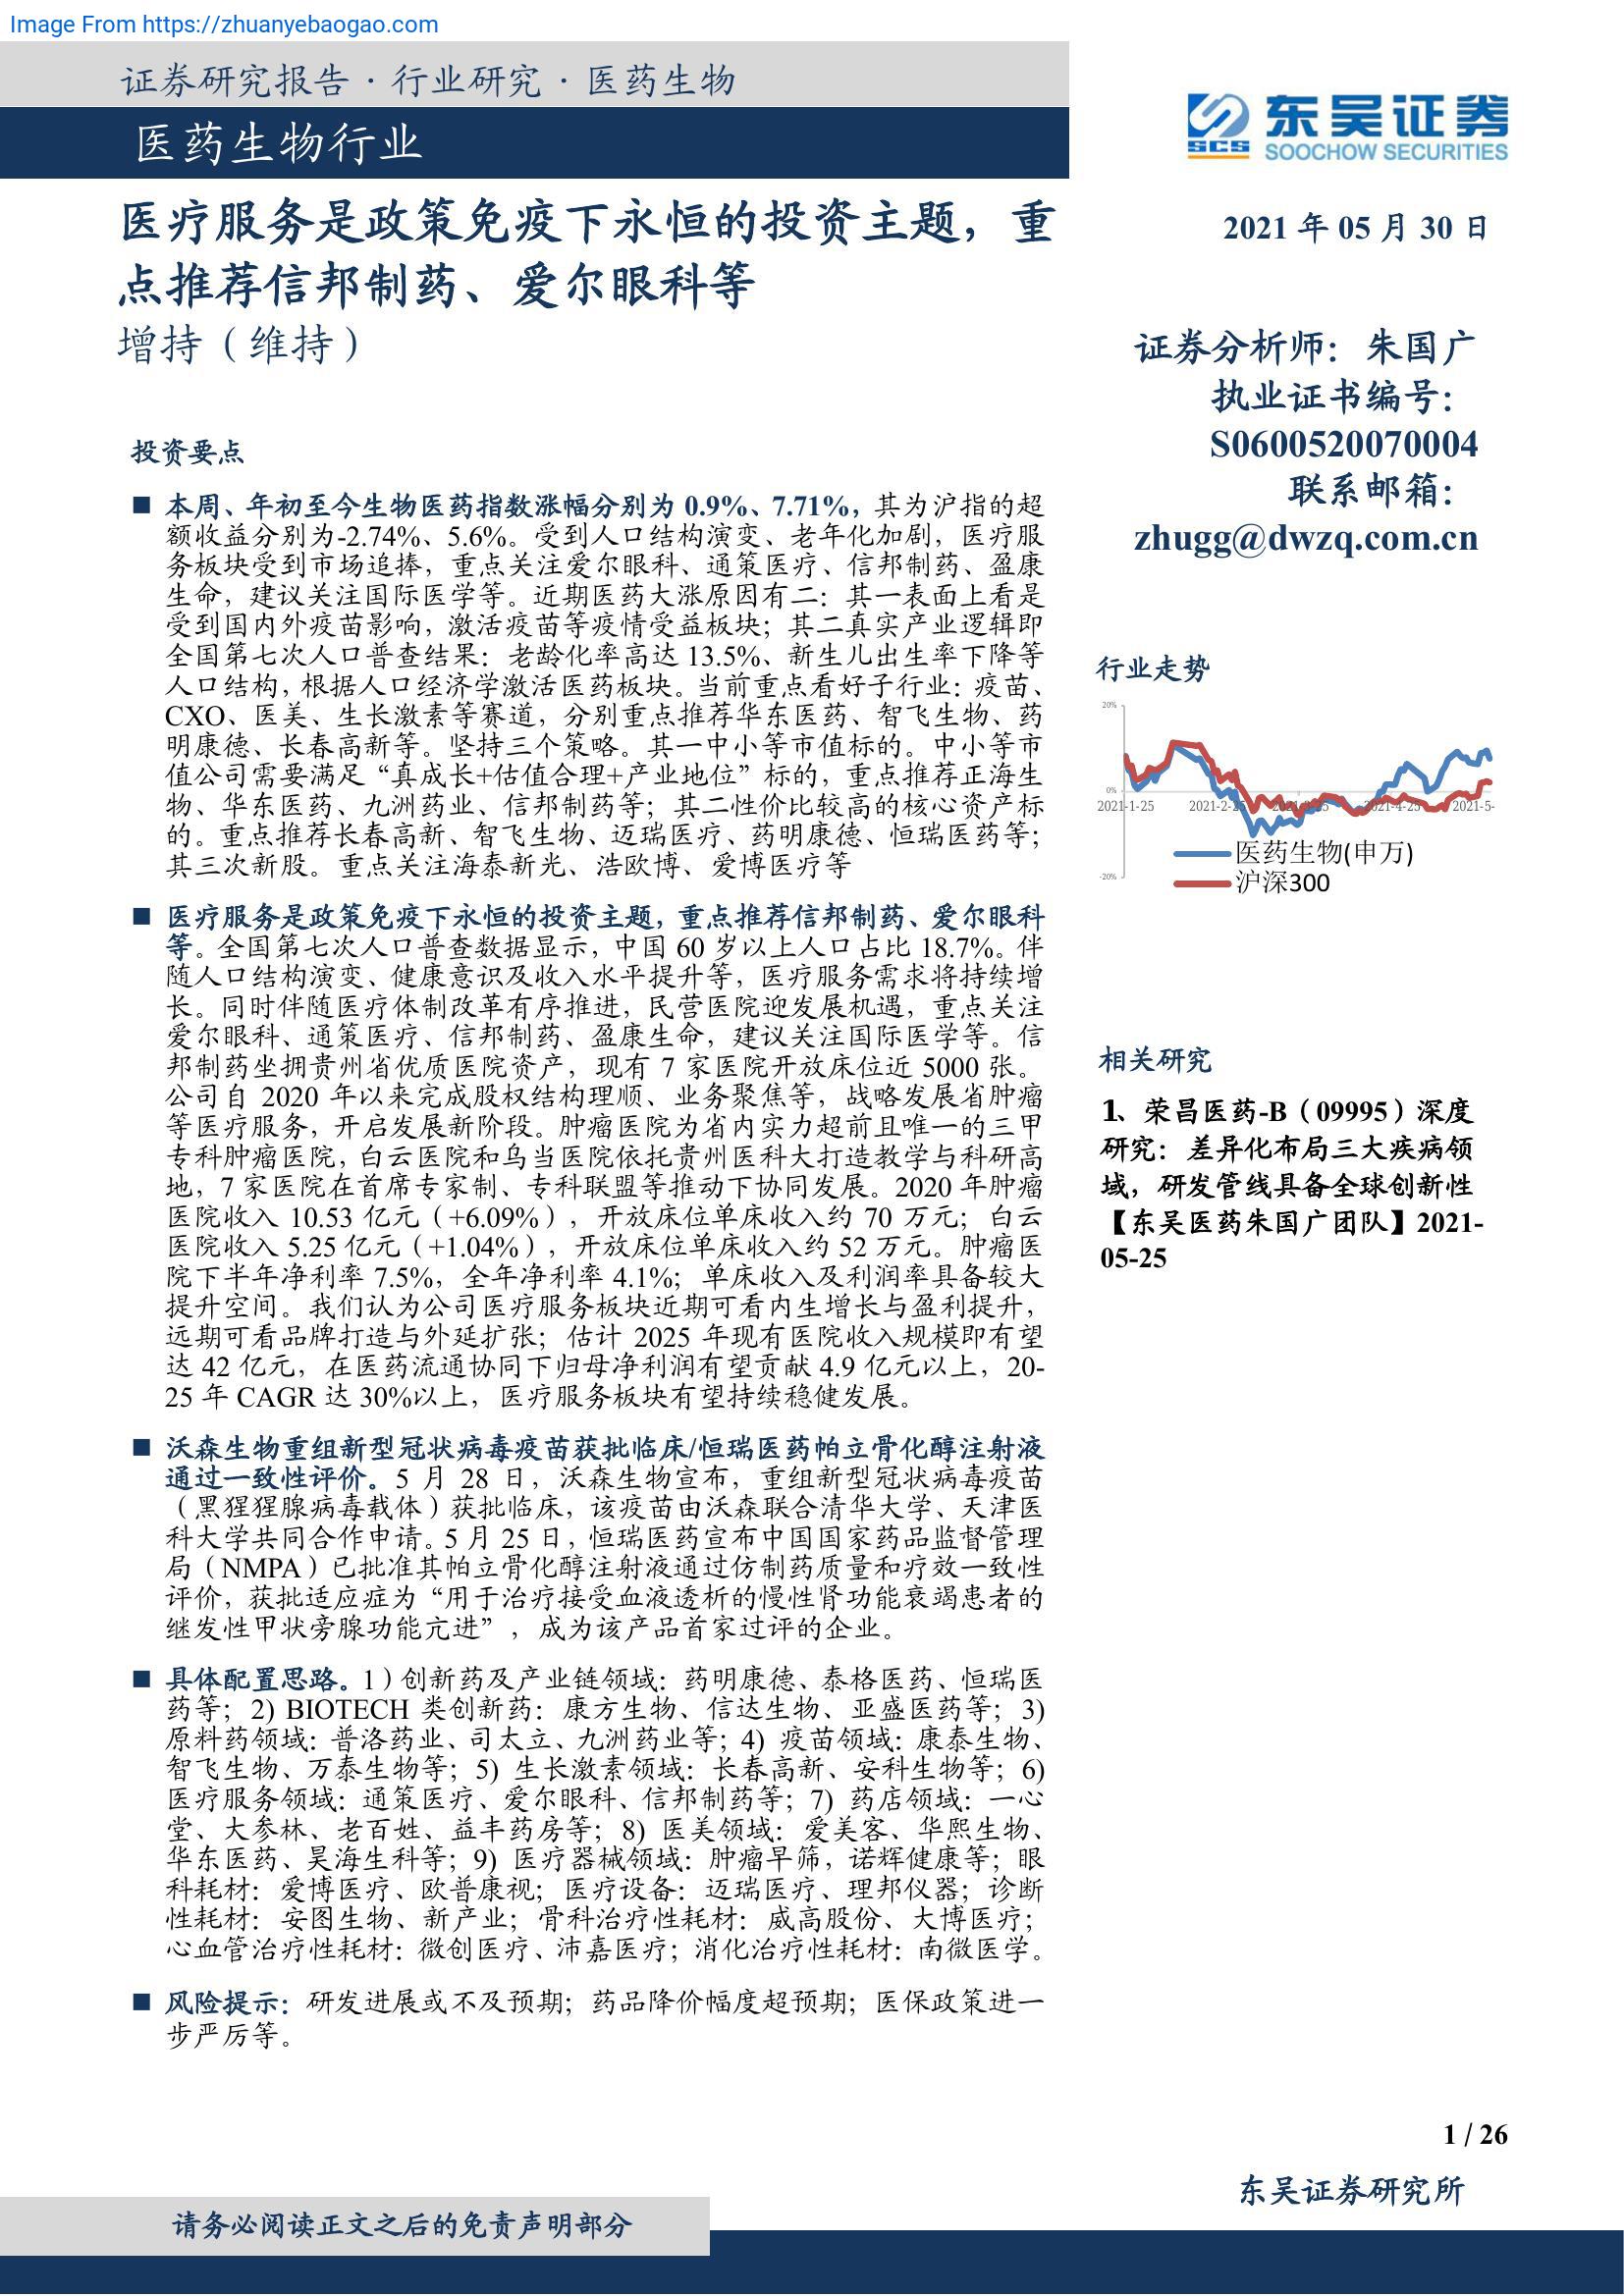 Image From https://zhuanyebaogao.com
证券研究报告·行业研究·医药生物
医药生物行业
东吴证券
SCS
SOOCHOW SECURITIES
医疗服务是政策免疫下永恒的投资主题，重
点推荐信邦制药、爱尔眼科等
增持（维持）
2021 年 05 月 30 日
证券分析师：朱国广
执业证书编号：
S0600520070004
联系邮箱：
zhugg@dwzq.com.cn
投资要点
■ 本周、年初至今生物医药指数涨幅分别为 0.9%、7.71%，其为沪指的超
额收益分别为-2.74%、5.6%。受到人口结构演变、老年化加剧，医疗服
务板块受到市场追捧，重点关注爱尔眼科、通策医疗、信邦制药、盈康
生命，建议关注国际医学等。近期医药大涨原因有二：其一表面上看是
受到国内外疫苗影响，激活疫苗等疫情受益板块；其二真实产业逻辑即
全国第七次人口普查结果：老龄化率高达 13.5%、新生儿出生率下降等
人口结构，根据人口经济学激活医药板块。当前重点看好子行业：疫苗、
CXO、医美、生长激素等赛道，分别重点推荐华东医药、智飞生物、药
明康德、长春高新等。坚持三个策略。其一中小等市值标的。中小等市
值公司需要满足“真成长+估值合理+产业地位”标的，重点推荐正海生
物、华东医药、九洲药业、信邦制药等；其二性价比较高的核心资产标
的。重点推荐长春高新、智飞生物、迈瑞医疗、药明康德、恒瑞医药等；
其三次新股。重点关注海泰新光、浩欧博、爱博医疗等
■ 医疗服务是政策免疫下永恒的投资主题，重点推荐信邦制药、爱尔眼科
等。全国第七次人口普查数据显示，中国 60 岁以上人口占比 18.7%。伴
随人口结构演变、健康意识及收入水平提升等，医疗服务需求将持续增
长。同时伴随医疗体制改革有序推进，民营医院迎发展机遇，重点关注
爱尔眼科、通策医疗、信邦制药、盈康生命，建议关注国际医学等。信
邦制药坐拥贵州省优质医院资产，现有 7 家医院开放床位近 5000 张。
公司自 2020 年以来完成股权结构理顺、业务聚焦等，战略发展省肿瘤
等医疗服务，开启发展新阶段。肿瘤医院为省内实力超前且唯一的三甲
专科肿瘤医院，白云医院和乌当医院依托贵州医科大打造教学与科研高
地，7 家医院在首席专家制、专科联盟等推动下协同发展。2020 年肿瘤
医院收入 10.53 亿元（+6.09%），开放床位单床收入约 70 万元；白云
医院收入 5.25 亿元（+1.04%），开放床位单床收入约 52 万元。肿瘤医
院下半年净利率 7.5%，全年净利率 4.1%；单床收入及利润率具备较大
提升空间。我们认为公司医疗服务板块近期可看内生增长与盈利提升，
远期可看品牌打造与外延扩张；估计 2025 年现有医院收入规模即有望
达 42 亿元，在医药流通协同下归母净利润有望贡献 4.9 亿元以上，20-
25 年 CAGR 达 30%以上，医疗服务板块有望持续稳健发展。
■ 沃森生物重组新型冠状病毒疫苗获批临床/恒瑞医药帕立骨化醇注射液
通过一致性评价。5 月 28 日，沃森生物宣布，重组新型冠状病毒疫苗
（黑猩猩腺病毒载体）获批临床，该疫苗由沃森联合清华大学、天津医
科大学共同合作申请。5 月 25 日，恒瑞医药宣布中国国家药品监督管理
局（NMPA）已批准其帕立骨化醇注射液通过仿制药质量和疗效一致性
评价，获批适应症为“用于治疗接受血液透析的慢性肾功能衰竭患者的
继发性甲状旁腺功能亢进”，成为该产品首家过评的企业。
■ 具体配置思路。1）创新药及产业链领域：药明康德、泰格医药、恒瑞医
药等；2) BIOTECH 类创新药：康方生物、信达生物、亚盛医药等；3)
原料药领域：普洛药业、司太立、九洲药业等；4) 疫苗领域：康泰生物、
智飞生物、万泰生物等；5) 生长激素领域：长春高新、安科生物等；6)
医疗服务领域：通策医疗、爱尔眼科、信邦制药等；7) 药店领域：一心
堂、大参林、老百姓、益丰药房等；8) 医美领域：爱美客、华熙生物、
华东医药、昊海生科等；9) 医疗器械领域：肿瘤早筛，诺辉健康等；眼
科耗材：爱博医疗、欧普康视；医疗设备：迈瑞医疗、理邦仪器；诊断
性耗材：安图生物、新产业；骨科治疗性耗材：威高股份、大博医疗；
心血管治疗性耗材：微创医疗、沛嘉医疗；消化治疗性耗材：南微医学。
■ 风险提示：研发进展或不及预期；药品降价幅度超预期；医保政策进一
步严厉等。
行业走势
20%
0%
-20%
2021-1-25 2021-2-25 2021-3-25 2021-4-25 2021-5-
医药生物(申万)
沪深300
相关研究
1、荣昌医药-B（09995）深度
研究：差异化布局三大疾病领
域，研发管线具备全球创新性
【东吴医药朱国广团队】2021-
05-25
1 / 26
东吴证券研究所
请务必阅读正文之后的免责声明部分